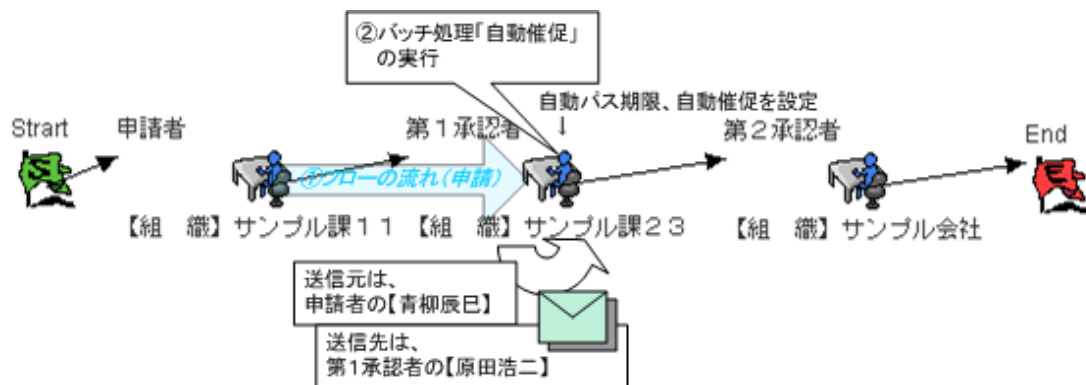 ②バッチ処理「自動催促」
の実行
自動パス期限、自動催促を設定
↓
Strart
申請者
第1承認者
第2承認者
End
①フローの流れ(申請)
【組　織】サンプル課11
【組　織】サンプル課23
【組　織】サンプル会社
送信元は、
申請者の【青柳辰巳】
送信先は、
第1承認者の【原田浩二】